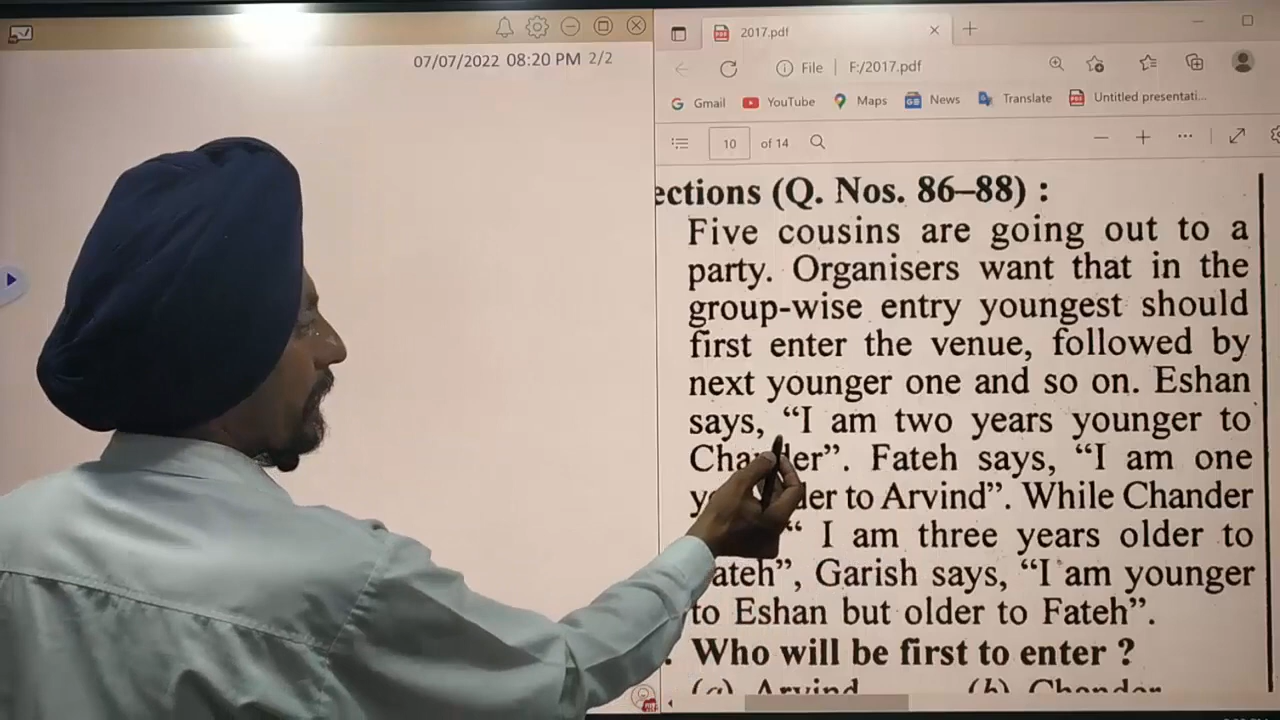 07/07/2022 08:20 PM 2/2
2017.pdf
File F:/2017.pdf
Gmail YouTube Maps News Translate Untitled presentati...
10 of 14
ections (Q. Nos. 86–88) :
Five cousins are going out to a
party. Organisers want that in the
group-wise entry youngest should
first enter the venue, followed by
next younger one and so on. Eshan
says, “I am two years younger to
Chander”. Fateh says, “I am one
to Arvind”. While Chander
“ I am three years older to
ateh”, Garish says, “I am younger
to Eshan but older to Fateh”.
. Who will be first to enter ?
(a) Arvind (b) Chander